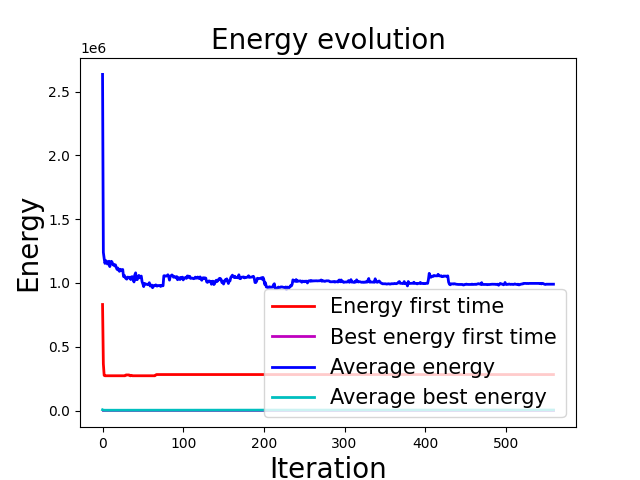 Energy evolution
1e6
2.5
2.0
1.5
1.0
0.5
0.0
Energy
Energy first time
Best energy first time
Average energy
Average best energy
0 100 200 300 400 500
Iteration